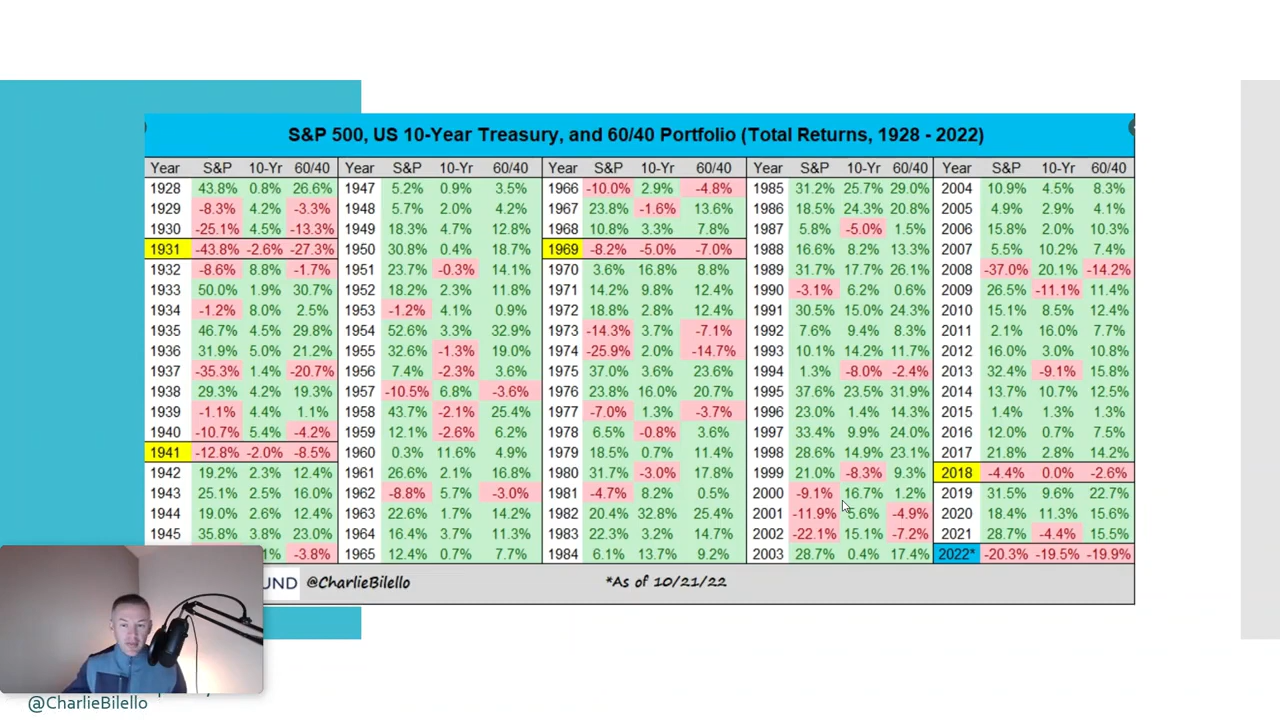 S&P 500, US 10-Year Treasury, and 60/40 Portfolio (Total Returns, 1928 - 2022)
Year S&P 10-Yr 60/40 Year S&P 10-Yr 60/40 Year S&P 10-Yr 60/40 Year S&P 10-Yr 60/40 Year S&P 10-Yr 60/40
1928 43.8% 0.8% 26.6% 1947 5.2% 0.9% 3.5% 1966 -10.0% 2.9% -4.8% 1985 31.2% 25.7% 29.0% 2004 10.9% 4.5% 8.3%
1929 -8.3% 4.2% -3.3% 1948 5.7% 2.0% 4.2% 1967 23.8% -1.6% 13.6% 1986 18.5% 24.3% 20.8% 2005 4.9% 2.9% 4.1%
1930 -25.1% 4.5% -13.3% 1949 18.3% 4.7% 12.8% 1968 10.8% 3.3% 7.8% 1987 5.8% -5.0% 1.5% 2006 15.8% 2.0% 10.3%
1931 -43.8% -2.6% -27.3% 1950 30.8% 0.4% 18.7% 1969 -8.2% -5.0% -7.0% 1988 16.6% 8.2% 13.3% 2007 5.5% 10.2% 7.4%
1932 -8.6% 8.8% -1.7% 1951 23.7% -0.3% 14.1% 1970 3.6% 16.8% 8.8% 1989 31.7% 17.7% 26.1% 2008 -37.0% 20.1% -14.2%
1933 50.0% 1.9% 30.7% 1952 18.2% 2.3% 11.8% 1971 14.2% 9.8% 12.4% 1990 -3.1% 6.2% 0.6% 2009 26.5% -11.1% 11.4%
1934 -1.2% 8.0% 2.5% 1953 -1.2% 4.1% 0.9% 1972 18.8% 2.8% 12.4% 1991 30.5% 15.0% 24.3% 2010 15.1% 8.5% 12.4%
1935 46.7% 4.5% 29.8% 1954 52.6% 3.3% 32.9% 1973 -14.3% 3.7% -7.1% 1992 7.6% 9.4% 8.3% 2011 2.1% 16.0% 7.7%
1936 31.9% 5.0% 21.2% 1955 32.6% -1.3% 19.0% 1974 -25.9% 2.0% -14.7% 1993 10.1% 14.2% 11.7% 2012 16.0% 3.0% 10.8%
1937 -35.3% 1.4% -20.7% 1956 7.4% -2.3% 3.6% 1975 37.0% 3.6% 23.6% 1994 1.3% -8.0% -2.4% 2013 32.4% -9.1% 15.8%
1938 29.3% 4.2% 19.3% 1957 -10.5% 6.8% -3.6% 1976 23.8% 16.0% 20.7% 1995 37.6% 23.5% 31.9% 2014 13.7% 10.7% 12.5%
1939 -1.1% 4.4% 1.1% 1958 43.7% -2.1% 25.4% 1977 -7.0% 1.3% -3.7% 1996 23.0% 1.4% 14.3% 2015 1.4% 1.3% 1.3%
1940 -10.7% 5.4% -4.2% 1959 12.1% -2.6% 6.2% 1978 6.5% -0.8% 3.6% 1997 33.4% 9.9% 24.0% 2016 12.0% 0.7% 7.5%
1941 -12.8% -2.0% -8.5% 1960 0.3% 11.6% 4.9% 1979 18.5% 0.7% 11.4% 1998 28.6% 14.9% 23.1% 2017 21.8% 2.8% 14.2%
1942 19.2% 2.3% 12.4% 1961 26.6% 2.1% 16.8% 1980 31.7% -3.0% 17.8% 1999 21.0% -8.3% 9.3% 2018 -4.4% 0.0% -2.6%
1943 25.1% 2.5% 16.0% 1962 -8.8% 5.7% -3.0% 1981 -4.7% 8.2% 0.5% 2000 -9.1% 16.7% 1.2% 2019 31.5% 9.6% 22.7%
1944 19.0% 2.6% 12.4% 1963 22.6% 1.7% 14.2% 1982 20.4% 32.8% 25.4% 2001 -11.9% 5.6% -4.9% 2020 18.4% 11.3% 15.6%
1945 35.8% 3.8% 23.0% 1964 16.4% 3.7% 11.3% 1983 22.3% 3.2% 14.7% 2002 -22.1% 15.1% -7.2% 2021 28.7% -4.4% 15.5%
-3.8% 1965 12.4% 0.7% 7.7% 1984 6.1% 13.7% 9.2% 2003 28.7% 0.4% 17.4% 2022* -20.3% -19.5% -19.9%
UND @CharlieBilello *As of 10/21/22
@CharlieBilello